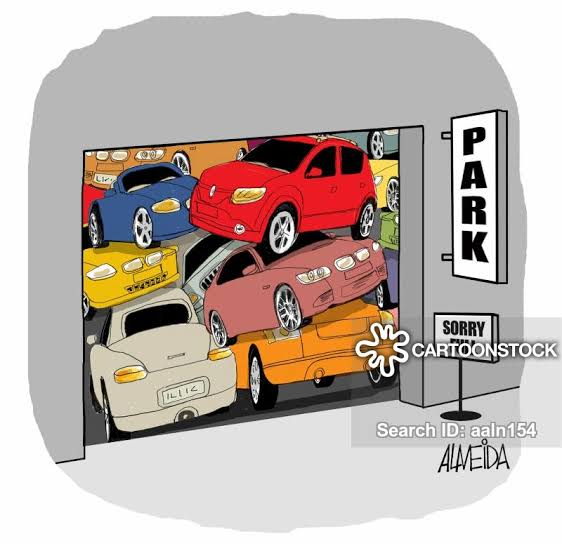 PARK
SORRY
CARTOONSTOCK
Search ID: aaln154
ALMEIDA